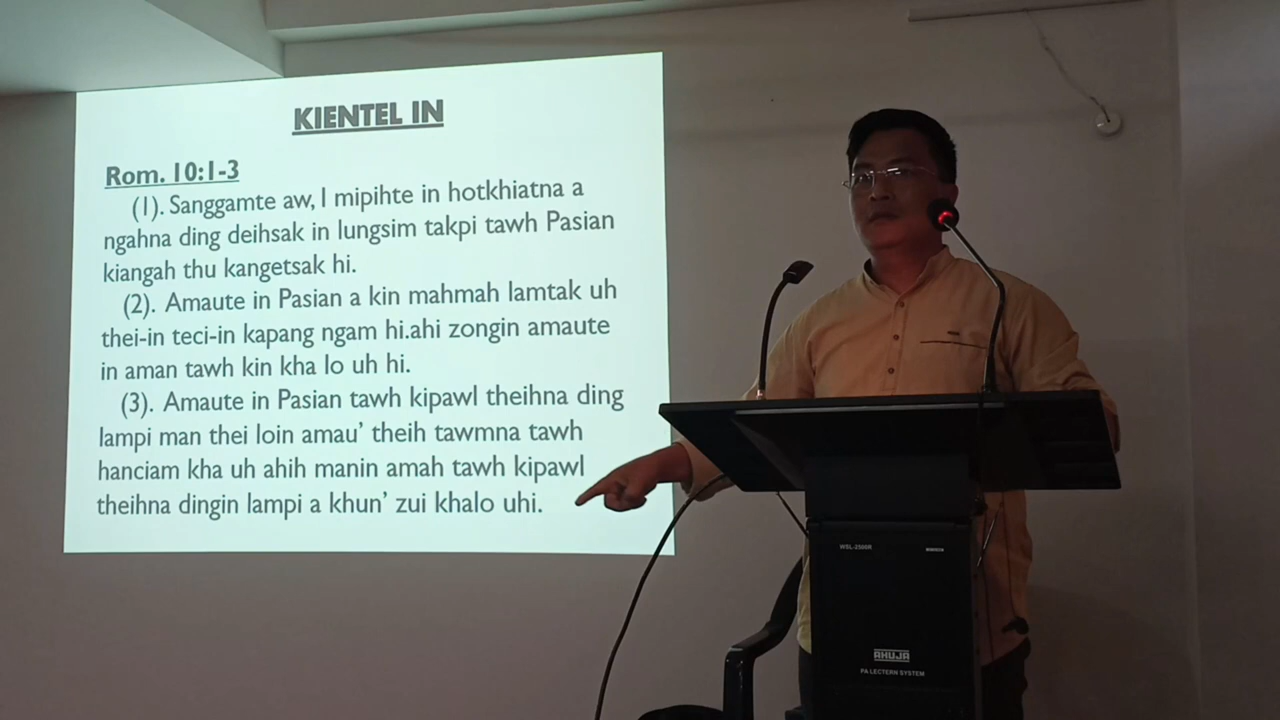 KIENTEL IN
Rom. 10:1-3
(1). Sanggamte aw, I mipihte in hotkhiatna a
ngahna ding deihsak in lungsim takpi tawh Pasian
kiangah thu kangetsak hi.
(2). Amaute in Pasian a kin mahmah lamtak uh
thei-in teci-in kapang ngam hi.ahi zongin amaute
in aman tawh kin kha lo uh hi.
(3). Amaute in Pasian tawh kipawl theihna ding
lampi man thei loin amau’ theih tawmna tawh
hanciam kha uh ahih manin amah tawh kipawl
theihna dingin lampi a khun’ zui khalo uhi.
WSL-2500R
AHUJA
PA LECTERN SYSTEM